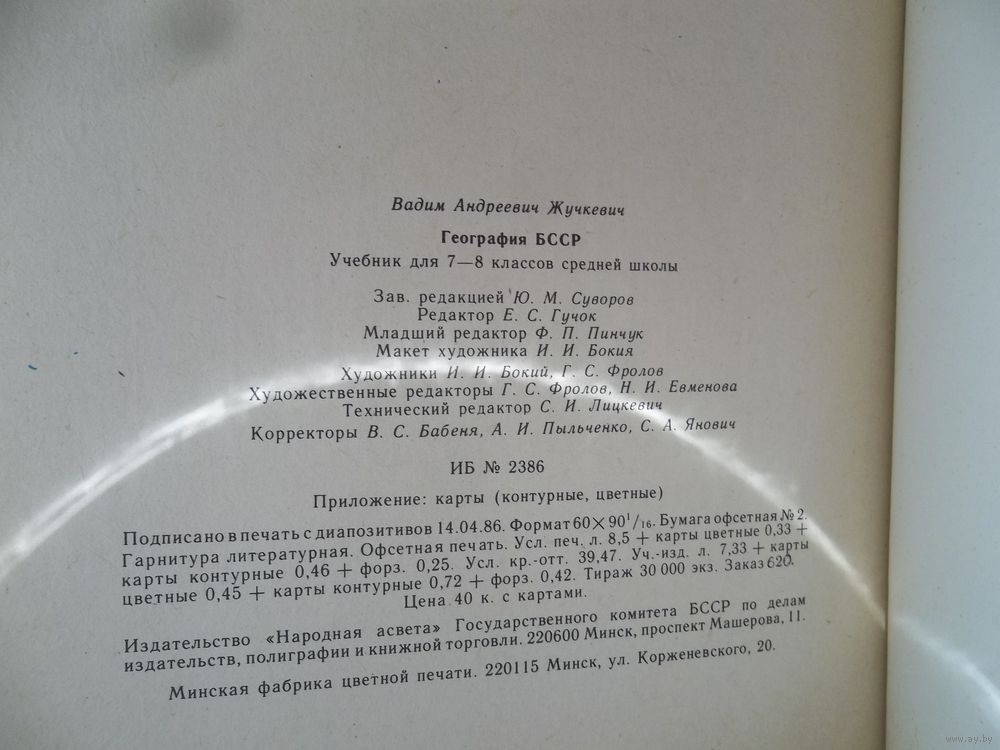 Вадим Андреевич Жучкевич
География БССР
Учебник для 7—8 классов средней школы
Зав. редакцией Ю. М. Суворов
Редактор Е. С. Гучок
Младший редактор Ф. П. Пинчук
Макет художника И. И. Бокия
Художники И. И. Бокий, Г. С. Фролов
Художественные редакторы Г. С. Фролов, Н. И. Евменова
Технический редактор С. И. Лицкевич
Корректоры В. С. Бабеня, А. И. Пыльченко, С. А. Янович
ИБ № 2386
Приложение: карты (контурные, цветные)
Подписано в печать с диапозитивов 14.04.86. Формат 60×90¹/₁₆. Бумага офсетная № 2.
Гарнитура литературная. Офсетная печать. Усл. печ. л. 8,5 + карты цветные 0,33 +
карты контурные 0,46 + форз. 0,25. Усл. кр.-отт. 39,47. Уч.-изд. л. 7,33 + карты
цветные 0,45 + карты контурные 0,72 + форз. 0,42. Тираж 30 000 экз. Заказ 620.
Цена 40 к. с картами.
Издательство «Народная асвета» Государственного комитета БССР по делам
издательств, полиграфии и книжной торговли. 220600 Минск, проспект Машерова, 11.
Минская фабрика цветной печати. 220115 Минск, ул. Корженевского, 20.
www.ay.by